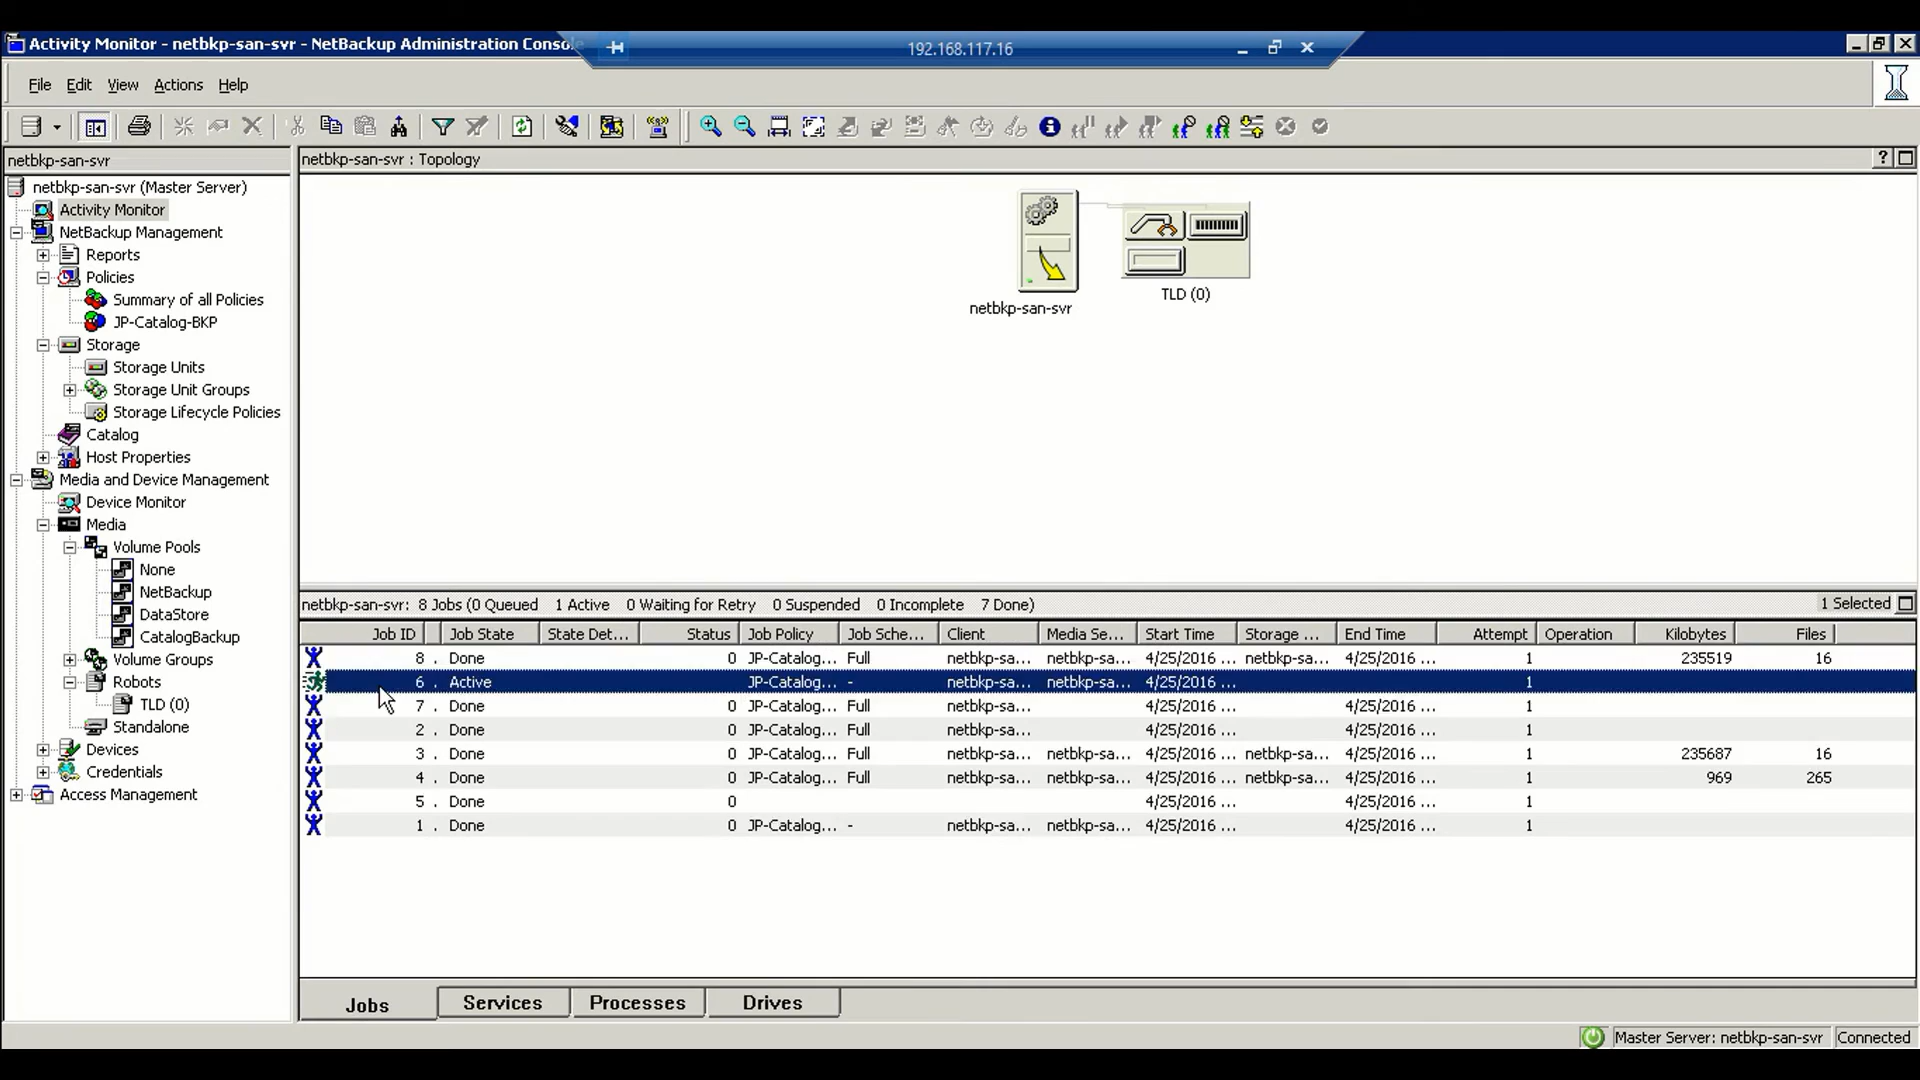 Activity Monitor - netbkp-san-svr - NetBackup Administration Conso
192.168.117.16
File Edit View Actions Help
netbkp-san-svr
netbkp-san-svr : Topology
netbkp-san-svr (Master Server)
Activity Monitor
NetBackup Management
Reports
Policies
Summary of all Policies
JP-Catalog-BKP
Storage
Storage Units
Storage Unit Groups
Storage Lifecycle Policies
Catalog
Host Properties
Media and Device Management
Device Monitor
Media
Volume Pools
None
NetBackup
DataStore
CatalogBackup
Volume Groups
Robots
TLD (0)
Standalone
Devices
Credentials
Access Management
netbkp-san-svr
TLD (0)
netbkp-san-svr: 8 Jobs (0 Queued 1 Active 0 Waiting for Retry 0 Suspended 0 Incomplete 7 Done) 1 Selected
Job ID Job State State Det... Status Job Policy Job Sche... Client Media Se... Start Time Storage ... End Time Attempt Operation Kilobytes Files
8 . Done 0 JP-Catalog... Full netbkp-sa... netbkp-sa... 4/25/2016 ... netbkp-sa... 4/25/2016 ... 1 235519 16
6 . Active JP-Catalog... - netbkp-sa... netbkp-sa... 4/25/2016 ... 1
7 . Done 0 JP-Catalog... Full netbkp-sa... 4/25/2016 ... 4/25/2016 ... 1
2 . Done 0 JP-Catalog... Full netbkp-sa... 4/25/2016 ... 4/25/2016 ... 1
3 . Done 0 JP-Catalog... Full netbkp-sa... netbkp-sa... 4/25/2016 ... netbkp-sa... 4/25/2016 ... 1 235687 16
4 . Done 0 JP-Catalog... Full netbkp-sa... netbkp-sa... 4/25/2016 ... netbkp-sa... 4/25/2016 ... 1 969 265
5 . Done 0 4/25/2016 ... 4/25/2016 ... 1
1 . Done 0 JP-Catalog... - netbkp-sa... netbkp-sa... 4/25/2016 ... 4/25/2016 ... 1
Jobs Services Processes Drives
Master Server: netbkp-san-svr Connected